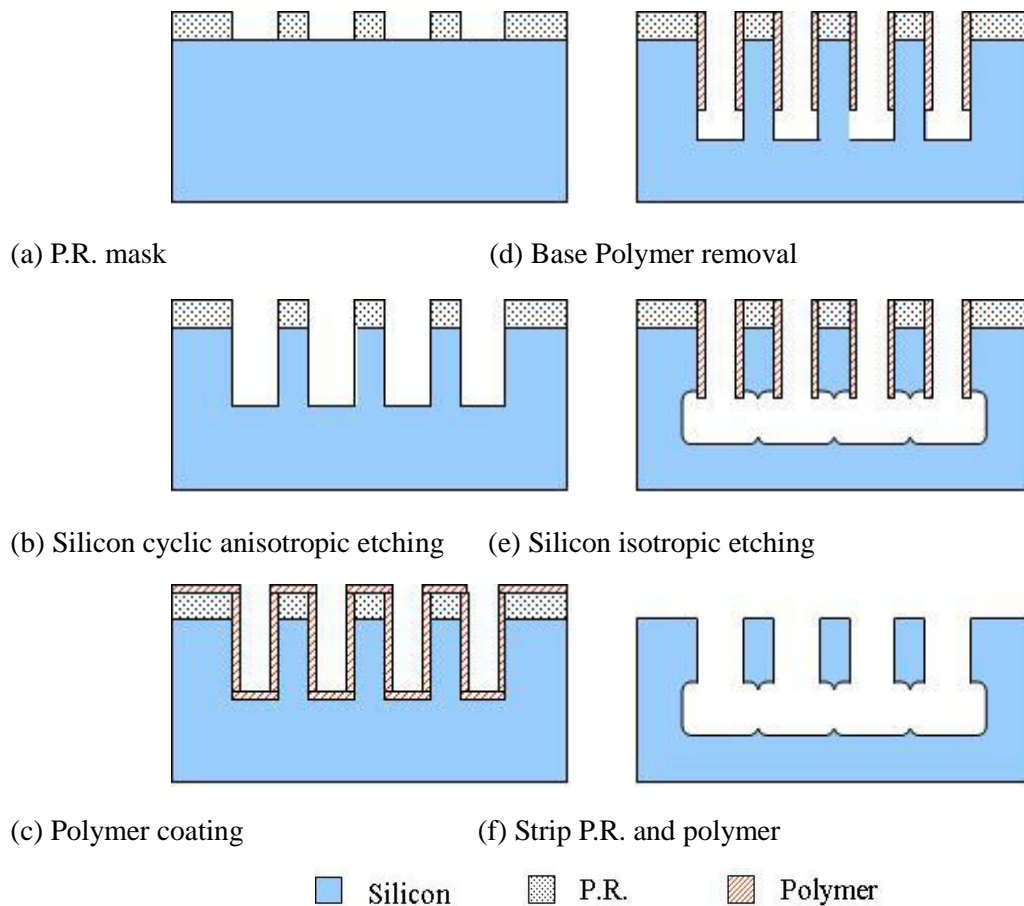 (a) P.R. mask
(d) Base Polymer removal
(b) Silicon cyclic anisotropic etching
(e) Silicon isotropic etching
(c) Polymer coating
(f) Strip P.R. and polymer
Silicon
P.R.
Polymer